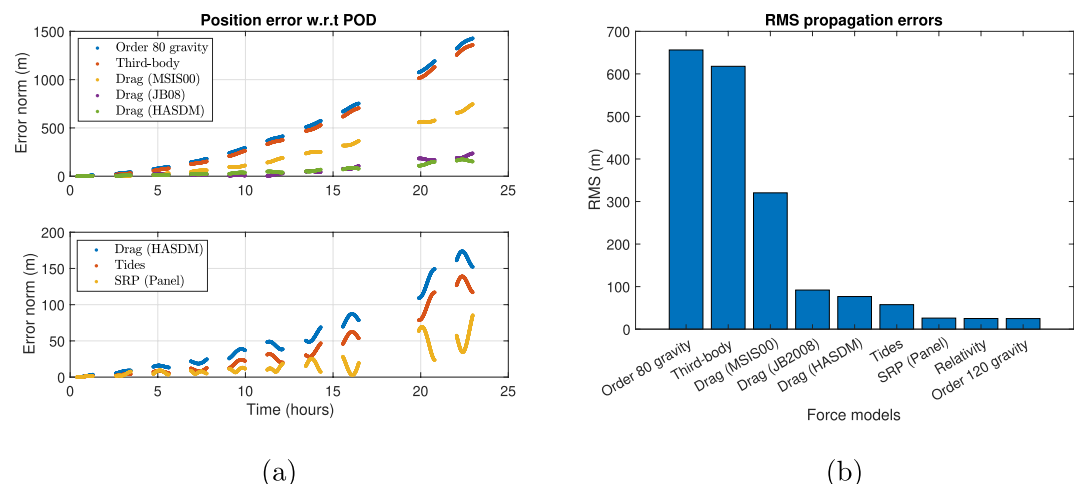 Position error w.r.t POD
1500
1000
500
0
Error norm (m)
Order 80 gravity
Third-body
Drag (MSIS00)
Drag (JB08)
Drag (HASDM)
0 5 10 15 20 25
200
150
100
50
0
Error norm (m)
Drag (HASDM)
Tides
SRP (Panel)
0 5 10 15 20 25
Time (hours)
(a)
RMS propagation errors
700
600
500
400
300
200
100
0
RMS (m)
Order 80 gravity
Third-body
Drag (MSIS00)
Drag (JB2008)
Drag (HASDM)
Tides
SRP (Panel)
Relativity
Order 120 gravity
Force models
(b)